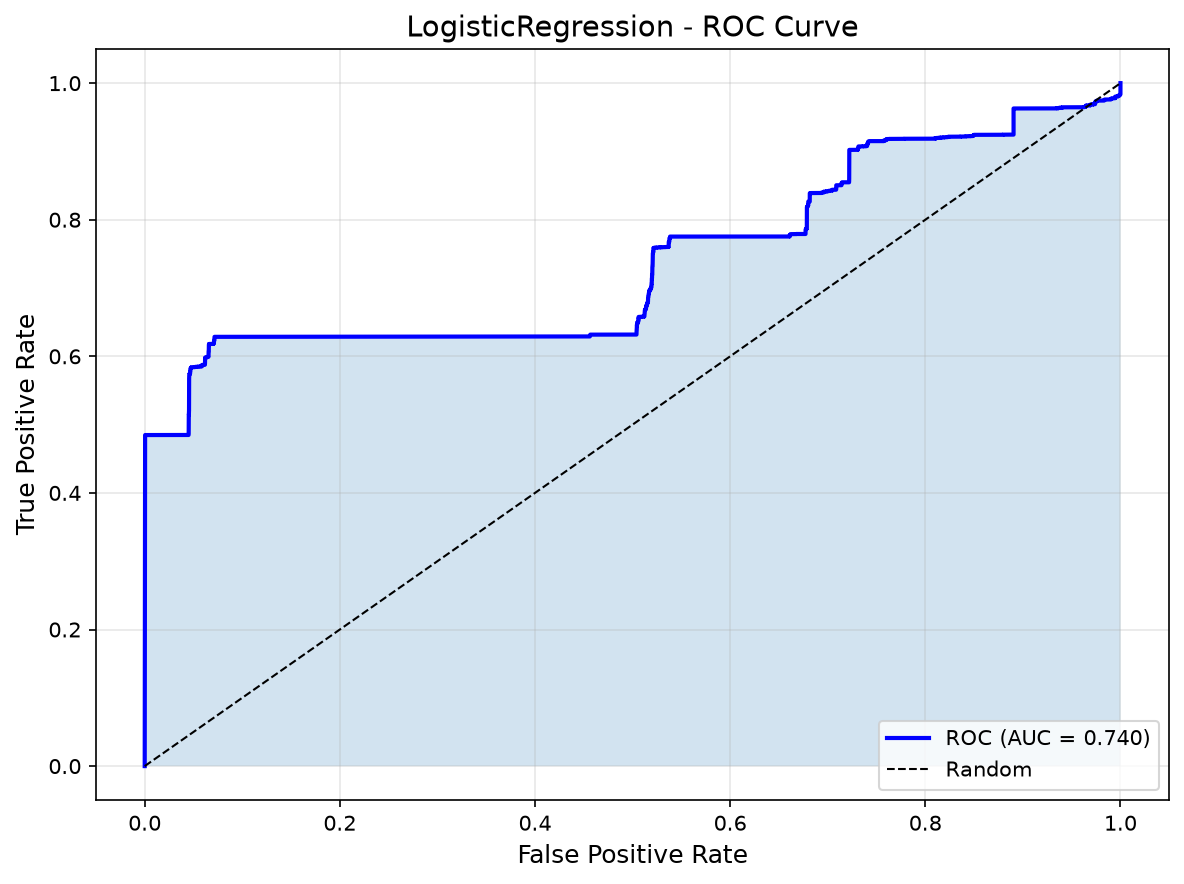 LogisticRegression - ROC Curve
True Positive Rate
1.0
0.8
0.6
0.4
0.2
0.0
0.0 0.2 0.4 0.6 0.8 1.0
False Positive Rate
ROC (AUC = 0.740)
Random